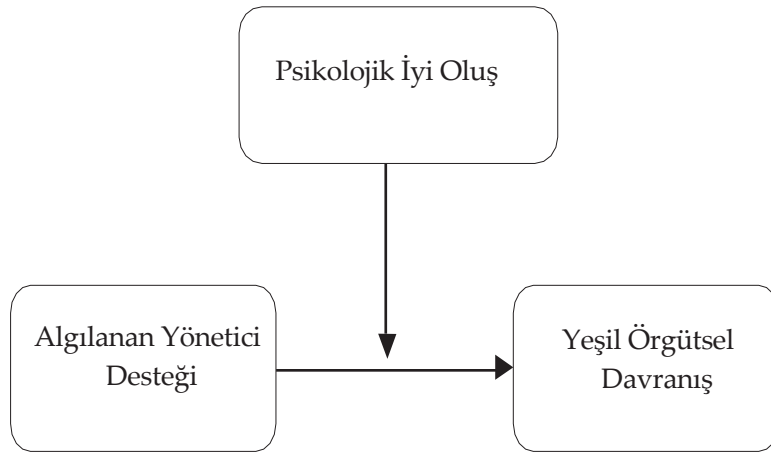 Psikolojik İyi Oluş
Algılanan Yönetici
Desteği
Yeşil Örgütsel
Davranış